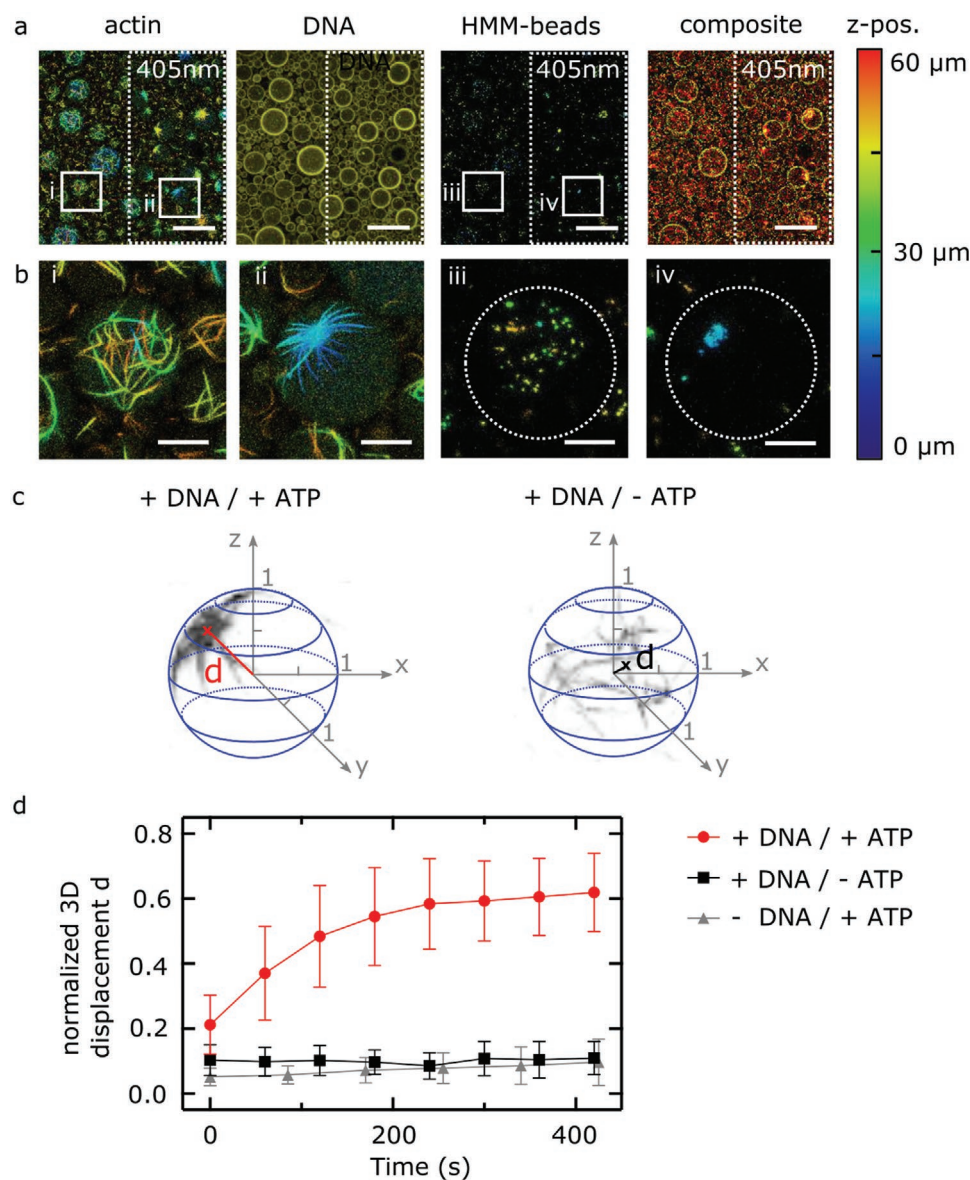 a
actin
DNA
HMM-beads
composite
z-pos.
405nm
DNA
405nm
405nm
60 µm
i
ii
iii
iv
30 µm
b
i
ii
iii
iv
0 µm
c
+ DNA / + ATP
+ DNA / - ATP
z
1
d
1
x
1
y
z
1
d
1
x
1
y
d
normalized 3D
displacement d
0.8
0.6
0.4
0.2
0.0
0
200
400
Time (s)
+ DNA / + ATP
+ DNA / - ATP
- DNA / + ATP